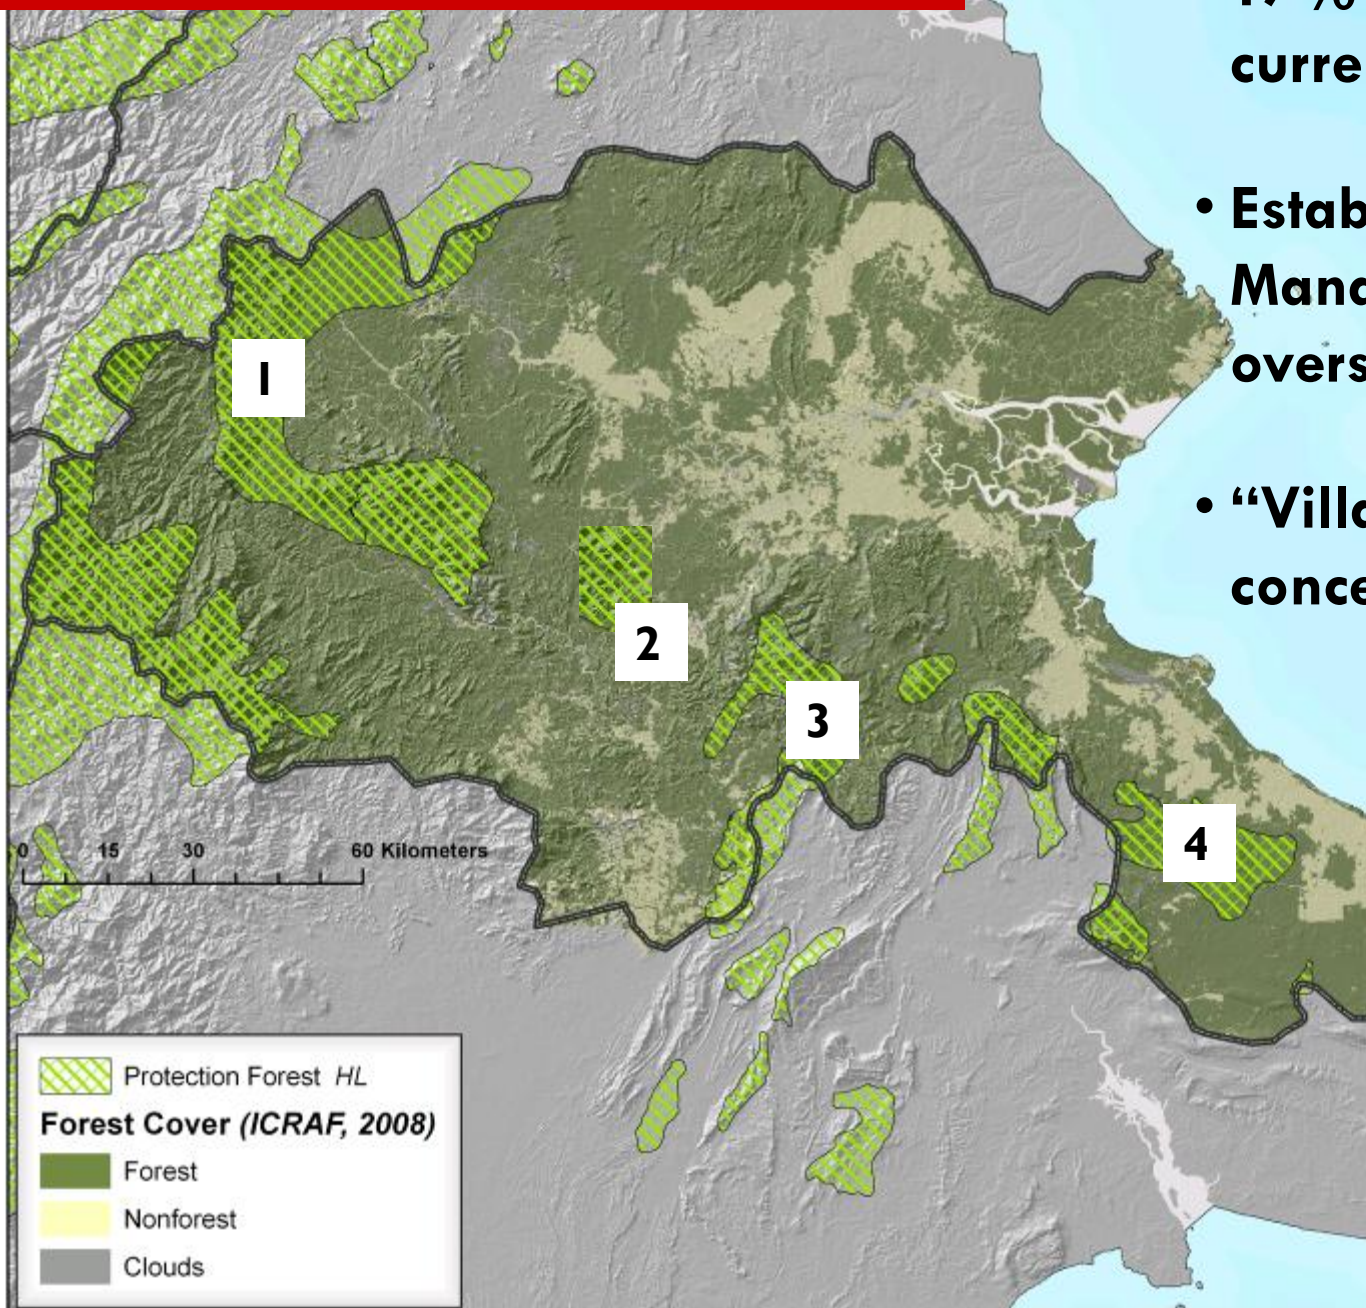 curre
• Estab
Mana
overs
• “Villa
conce
1
2
3
4
0 15 30 60 Kilometers
Protection Forest HL
Forest Cover (ICRAF, 2008)
Forest
Nonforest
Clouds